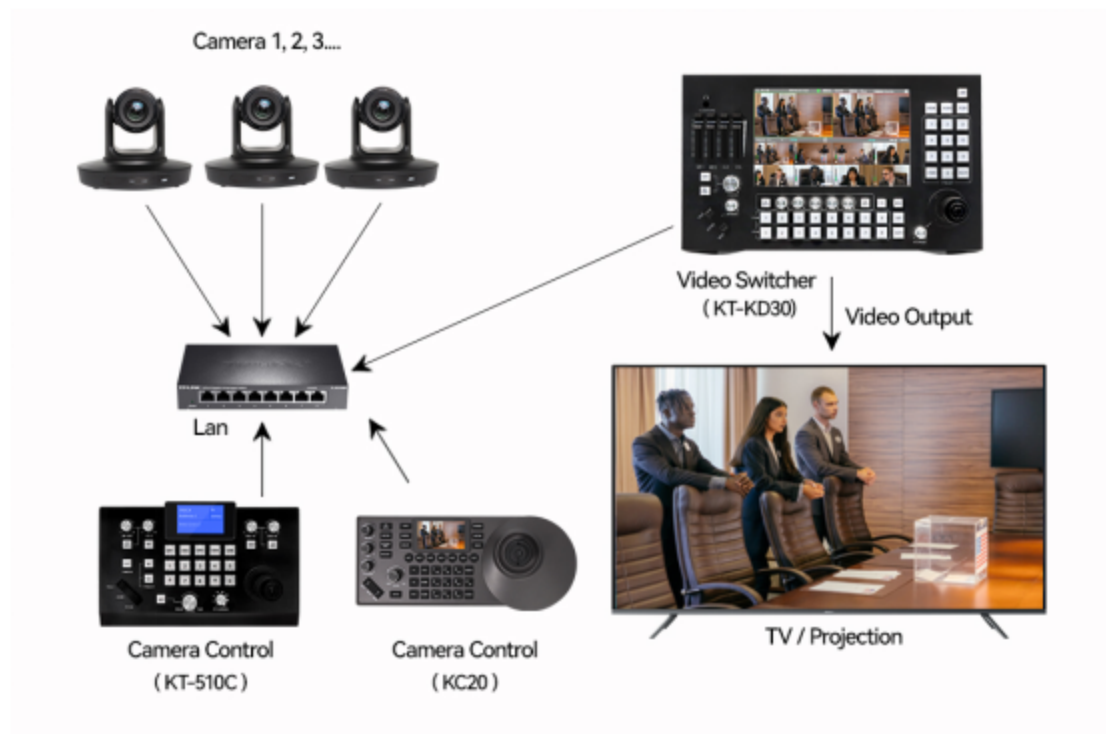 Camera 1, 2, 3....
Video Switcher
( KT-KD30)
Video Output
Lan
Camera Control
( KT-510C )
Camera Control
( KC20 )
TV / Projection